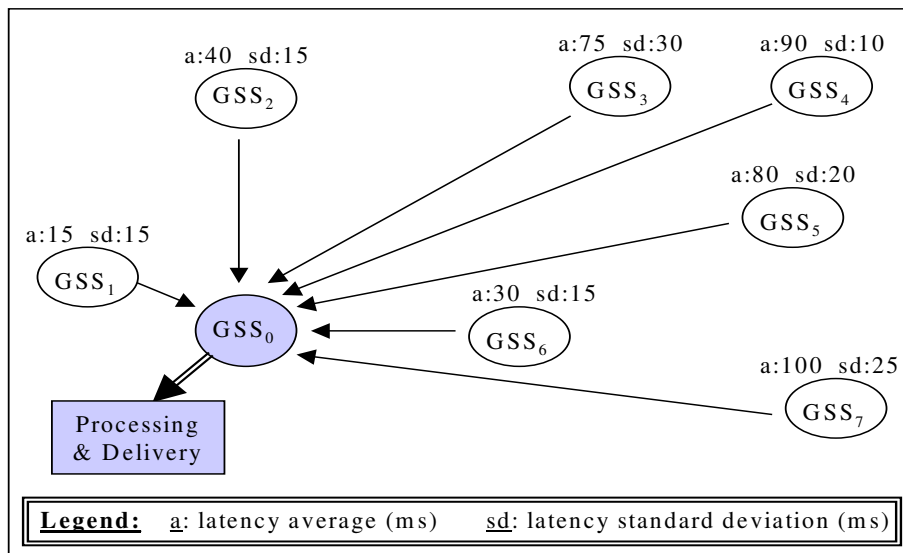 a:40 sd:15
GSS2
a:75 sd:30
GSS3
a:90 sd:10
GSS4
a:80 sd:20
GSS5
a:15 sd:15
GSS1
GSS0
a:30 sd:15
GSS6
a:100 sd:25
GSS7
Processing
& Delivery
Legend: a: latency average (ms) sd: latency standard deviation (ms)